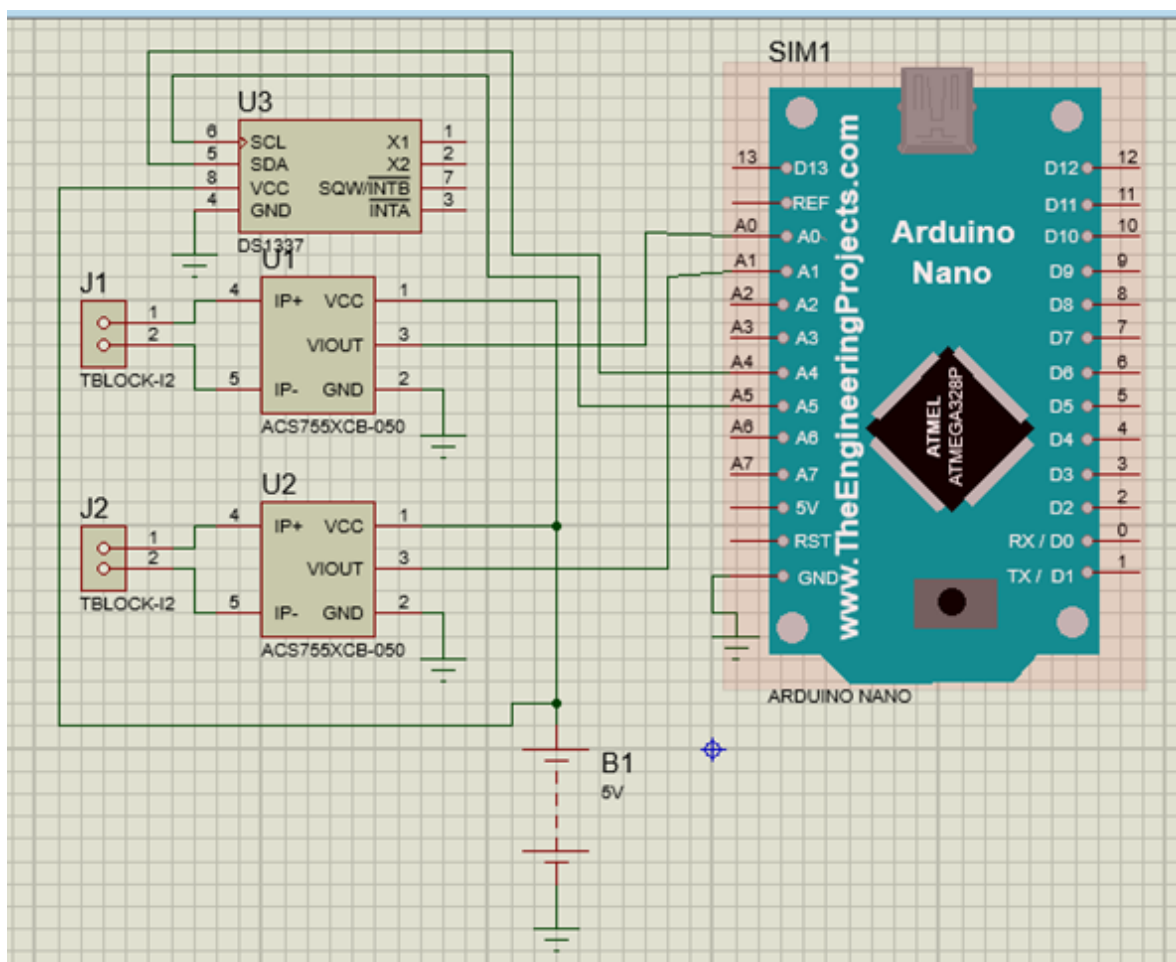 SIM1
U3
6 SCL X1 1
5 SDA X2 2
8 VCC SQW/INTB 7
4 GND INTA 3
DS1337
U1
4 IP+ VCC 1
VIOUT 3
5 IP- GND 2
ACS755XCB-050
J1
1
2
TBLOCK-I2
U2
4 IP+ VCC 1
VIOUT 3
5 IP- GND 2
ACS755XCB-050
J2
1
2
TBLOCK-I2
B1
5V
13 D13
REF
A0 A0
A1 A1
A2 A2
A3 A3
A4 A4
A5 A5
A6 A6
A7 A7
5V
RST
GND
www.TheEngineeringProjects.com
Arduino
Nano
ATMEL
ATMEGA328P
D12 12
D11 11
D10 10
D9 9
D8 8
D7 7
D6 6
D5 5
D4 4
D3 3
D2 2
RX / D0 0
TX / D1 1
ARDUINO NANO